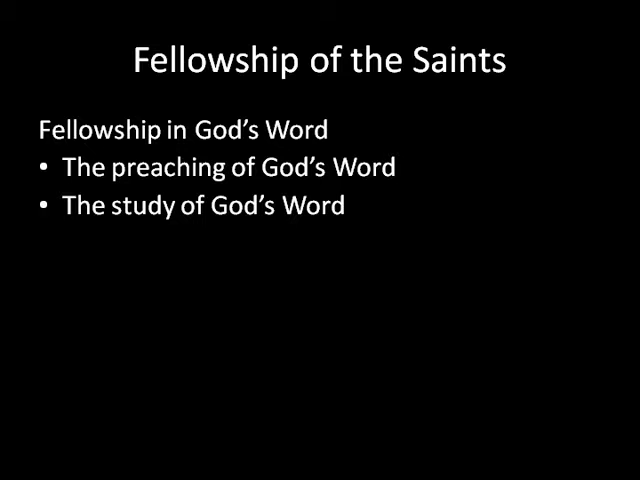 Fellowship of the Saints
Fellowship in God’s Word
• The preaching of God’s Word
• The study of God’s Word